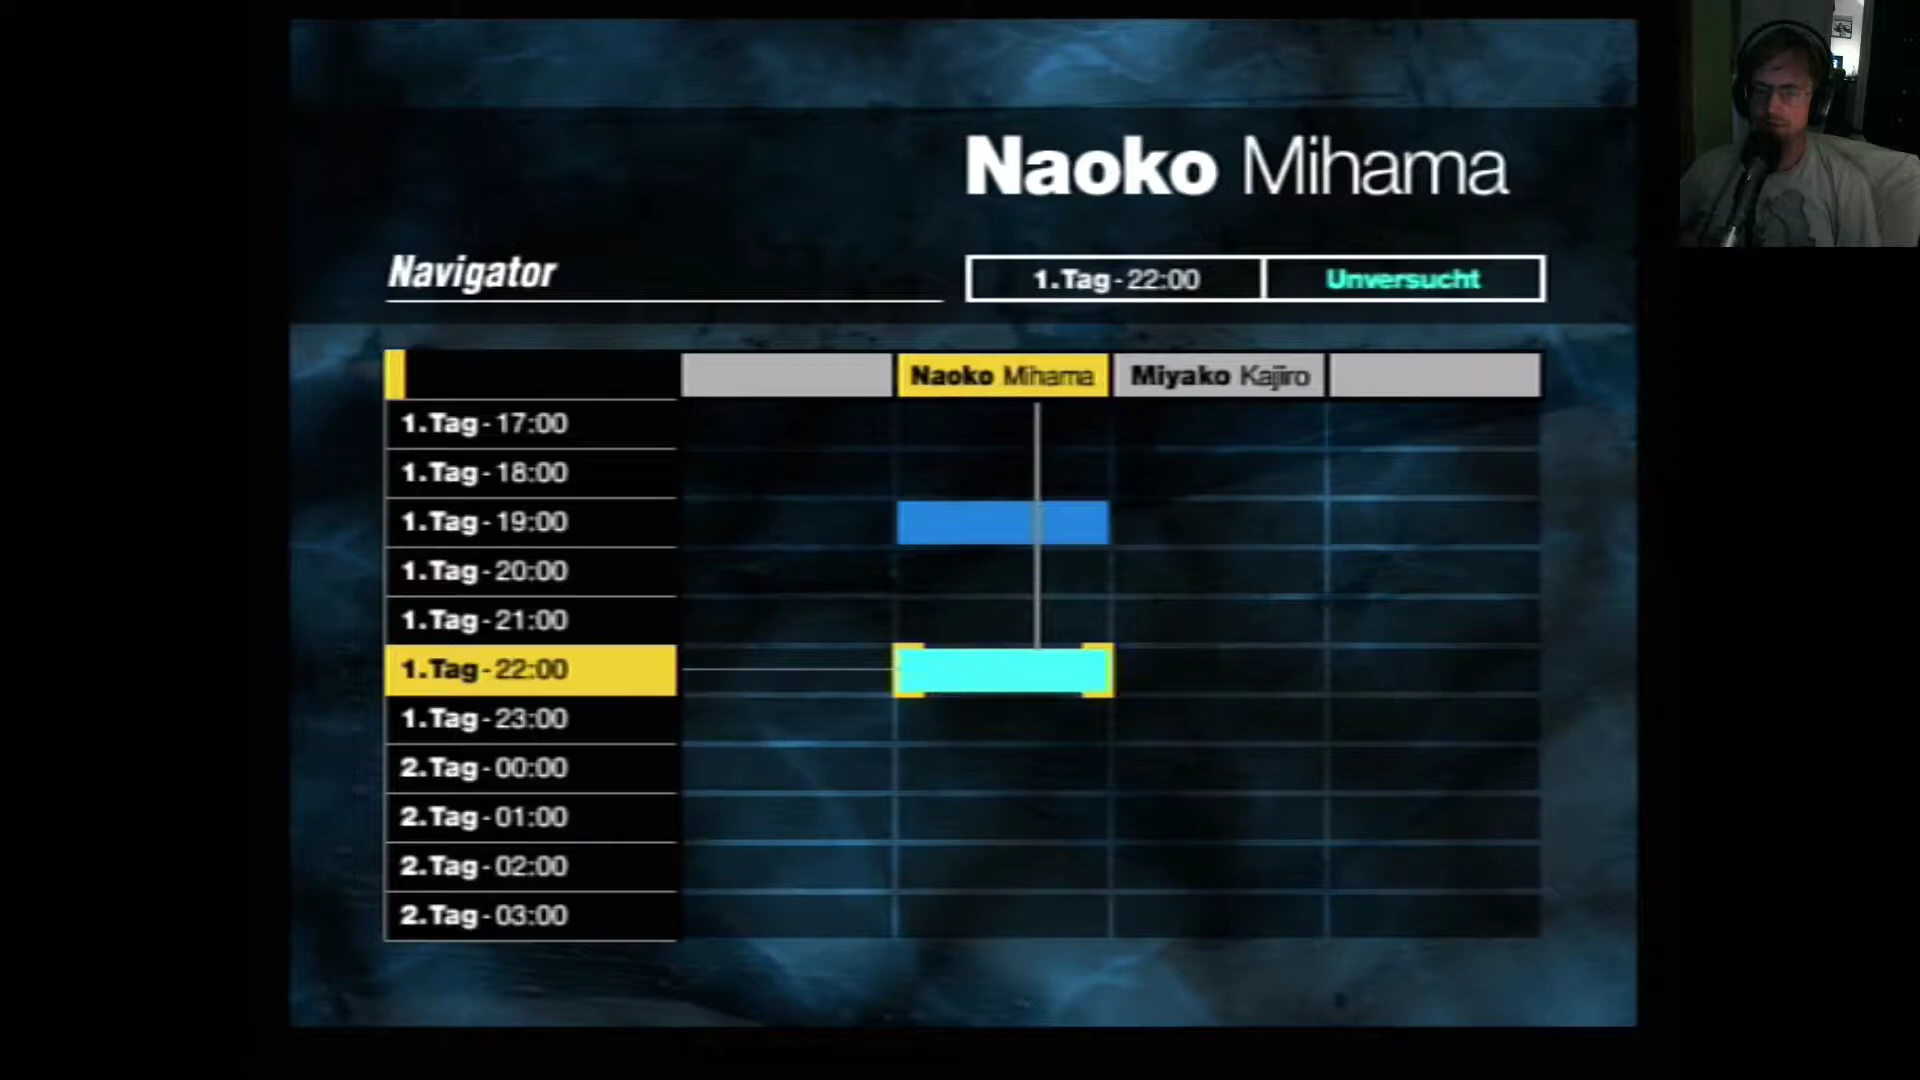 Naoko Mihama
Navigator
1.Tag-22:00
Unversucht
Naoko Mihama
Miyako Kajiro
1.Tag-17:00
1.Tag-18:00
1.Tag-19:00
1.Tag-20:00
1.Tag-21:00
1.Tag-22:00
1.Tag-23:00
2.Tag-00:00
2.Tag-01:00
2.Tag-02:00
2.Tag-03:00